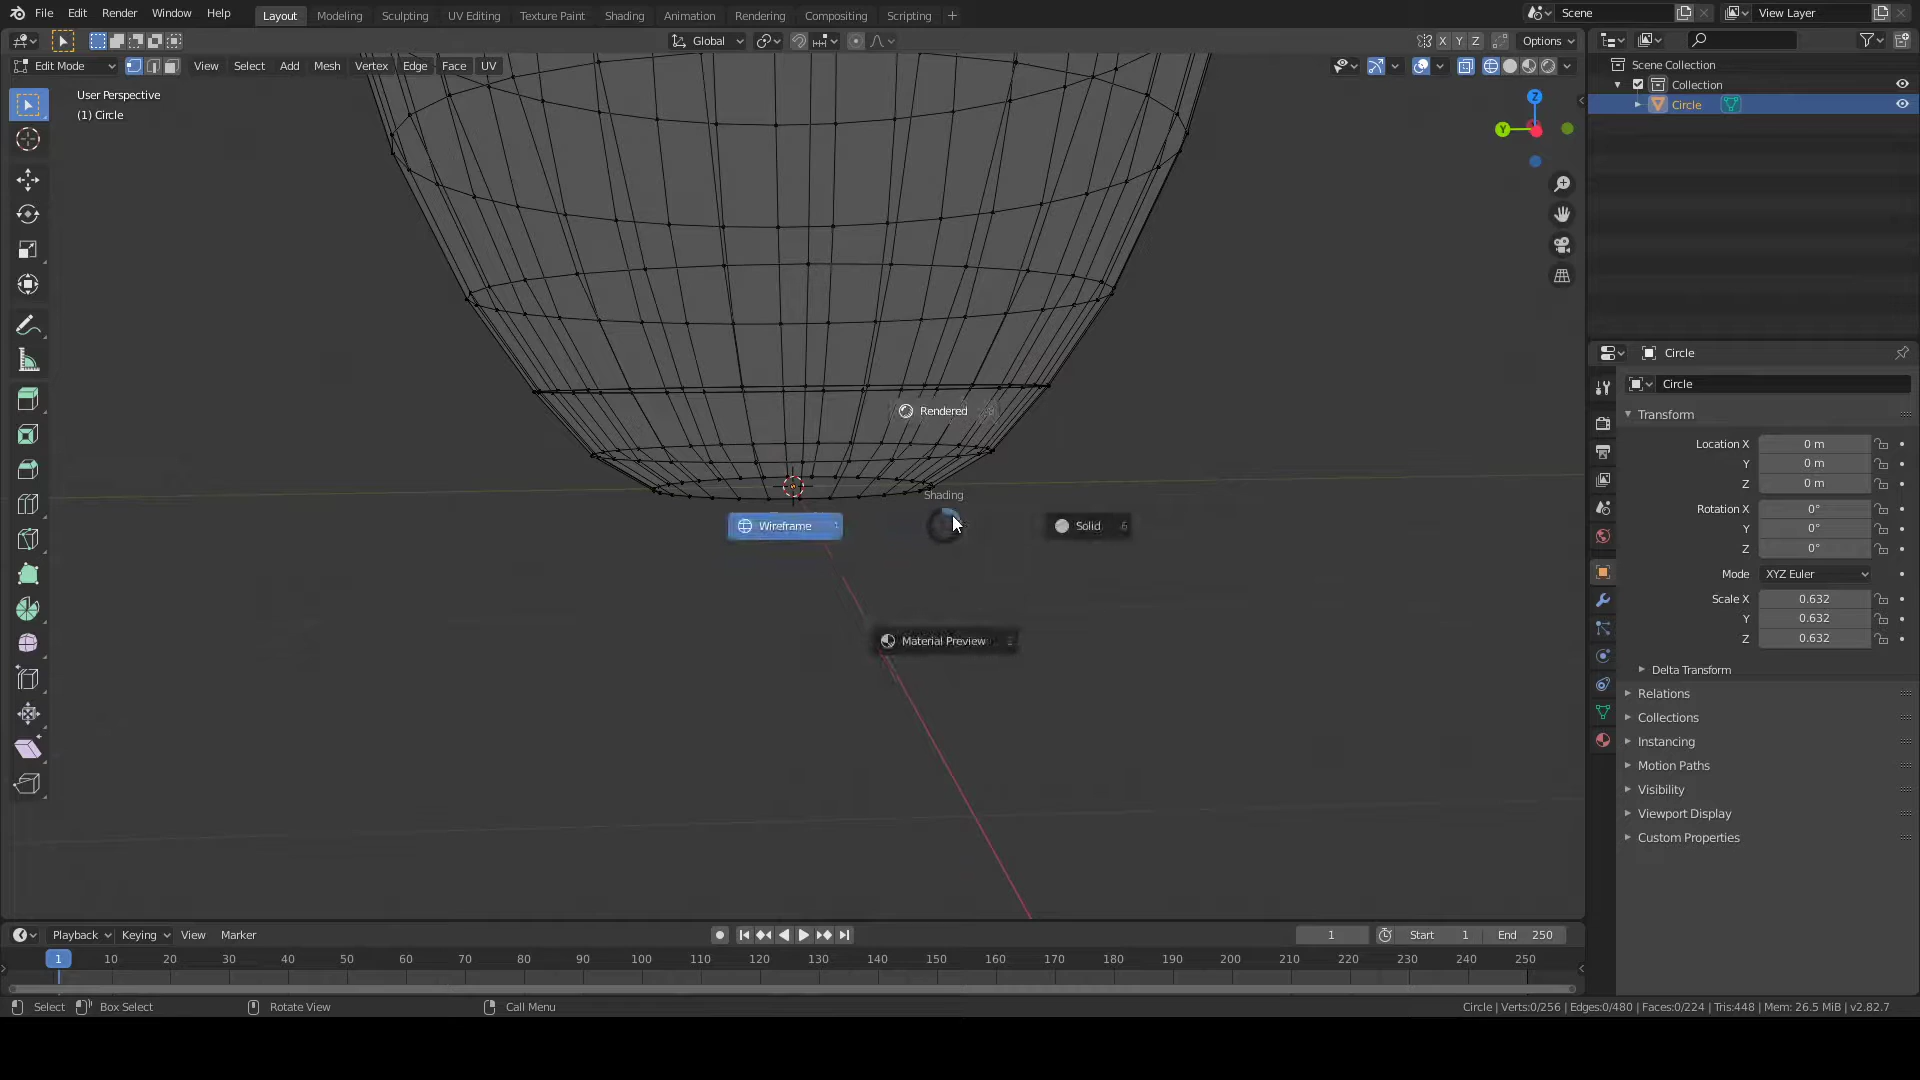 File Edit Render Window Help Layout Modeling Sculpting UV Editing Texture Paint Shading Animation Rendering Compositing Scripting + Scene View Layer
Global X Y Z Options
Edit Mode View Select Add Mesh Vertex Edge Face UV
User Perspective
(1) Circle
Z
Y
Scene Collection
Collection
Circle
Rendered
Shading
Wireframe
Solid 6
Material Preview
Circle
Circle
Transform
Location X 0 m
Y 0 m
Z 0 m
Rotation X 0°
Y 0°
Z 0°
Mode XYZ Euler
Scale X 0.632
Y 0.632
Z 0.632
Delta Transform
Relations
Collections
Instancing
Motion Paths
Visibility
Viewport Display
Custom Properties
Playback Keying View Marker 1 Start 1 End 250
1 10 20 30 40 50 60 70 80 90 100 110 120 130 140 150 160 170 180 190 200 210 220 230 240 250
Select Box Select Rotate View Call Menu Circle | Verts:0/256 | Edges:0/480 | Faces:0/224 | Tris:448 | Mem: 26.5 MiB | v2.82.7